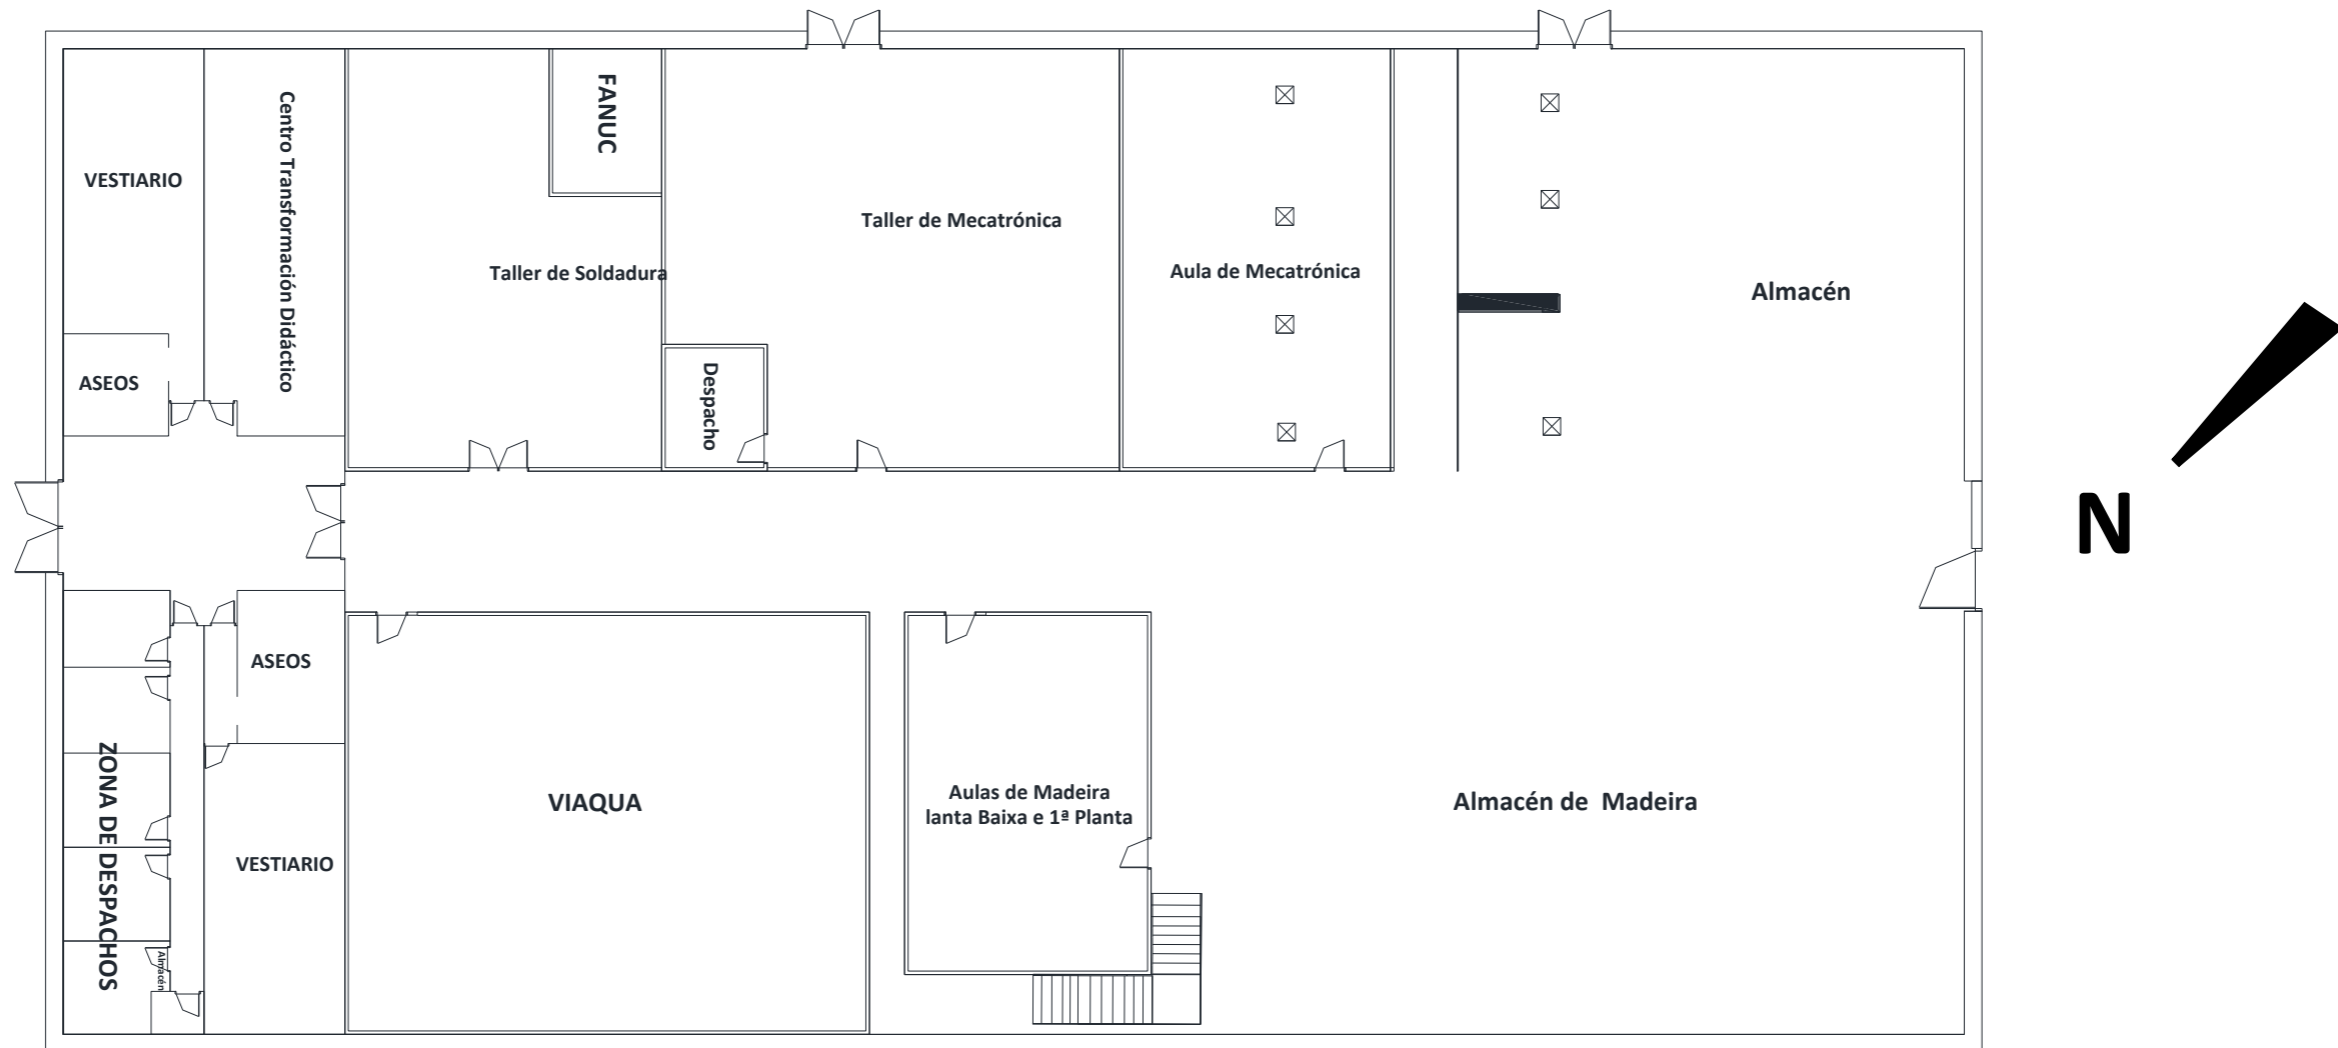 FANUC
Centro Transformación Didáctico
VESTIARIO
Taller de Mecatrónica
Taller de Soldadura
Aula de Mecatrónica
Almacén
ASEOS
Despacho
N
ASEOS
ZONA DE DESPACHOS
VIAQUA
Aulas de Madeira
lanta Baixa e 1ª Planta
Almacén de Madeira
VESTIARIO
Almacén